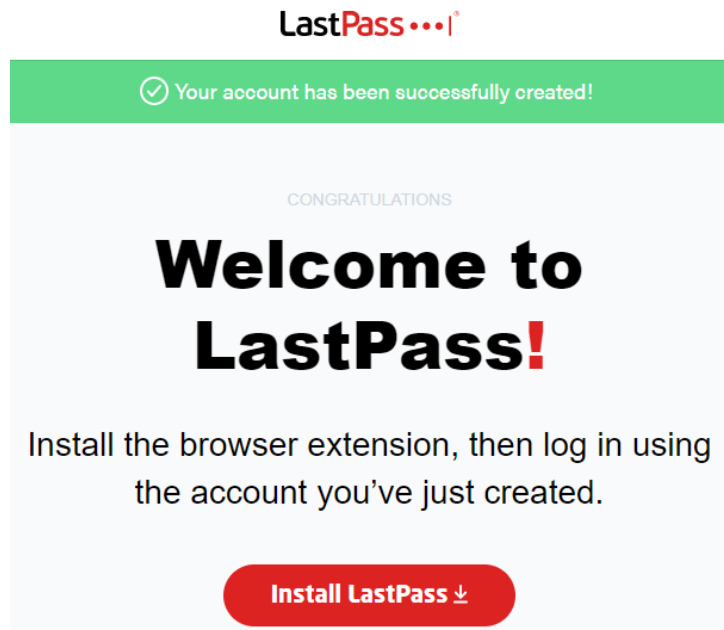 LastPass
Your account has been successfully created!
CONGRATULATIONS
Welcome to
LastPass!
Install the browser extension, then log in using
the account you’ve just created.
Install LastPass